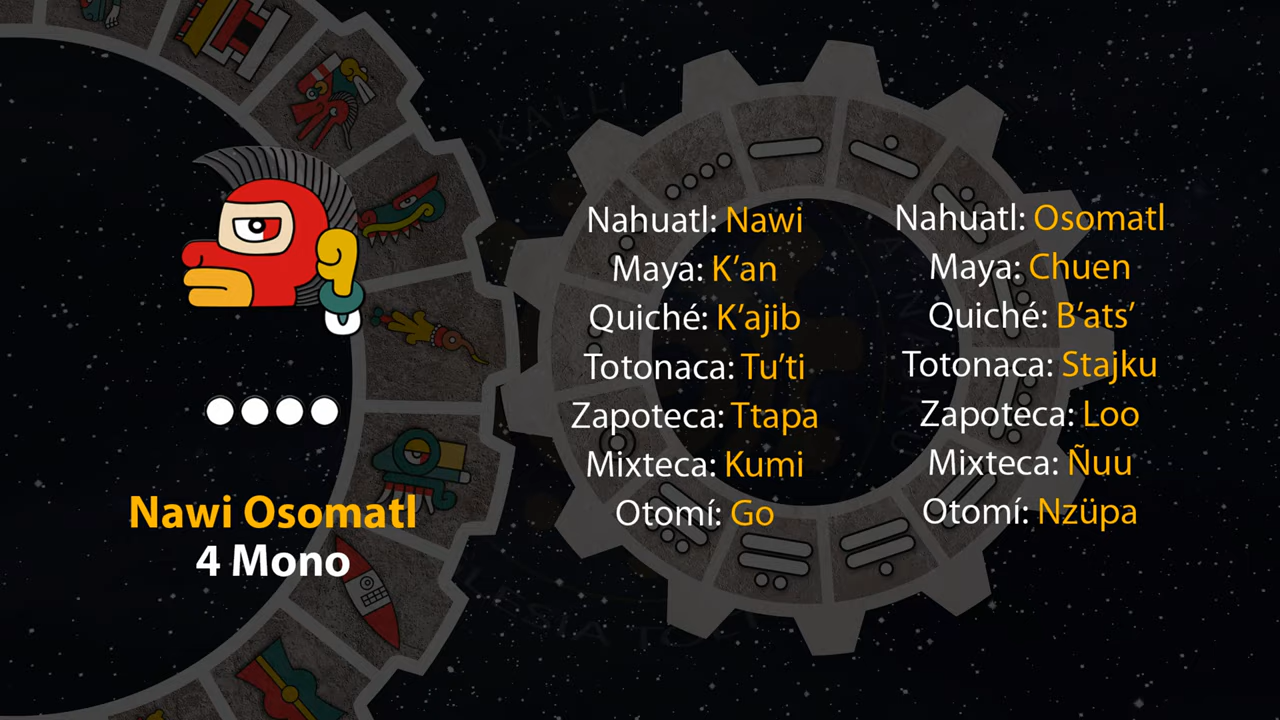 Nawi Osomatl
4 Mono
Nahuatl: Nawi
Maya: K’an
Quiché: K’ajib
Totonaca: Tu’ti
Zapoteca: Ttapa
Mixteca: Kumi
Otomí: Go
Nahuatl: Osomatl
Maya: Chuen
Quiché: B’ats’
Totonaca: Stajku
Zapoteca: Loo
Mixteca: Ñuu
Otomí: Nzüpa